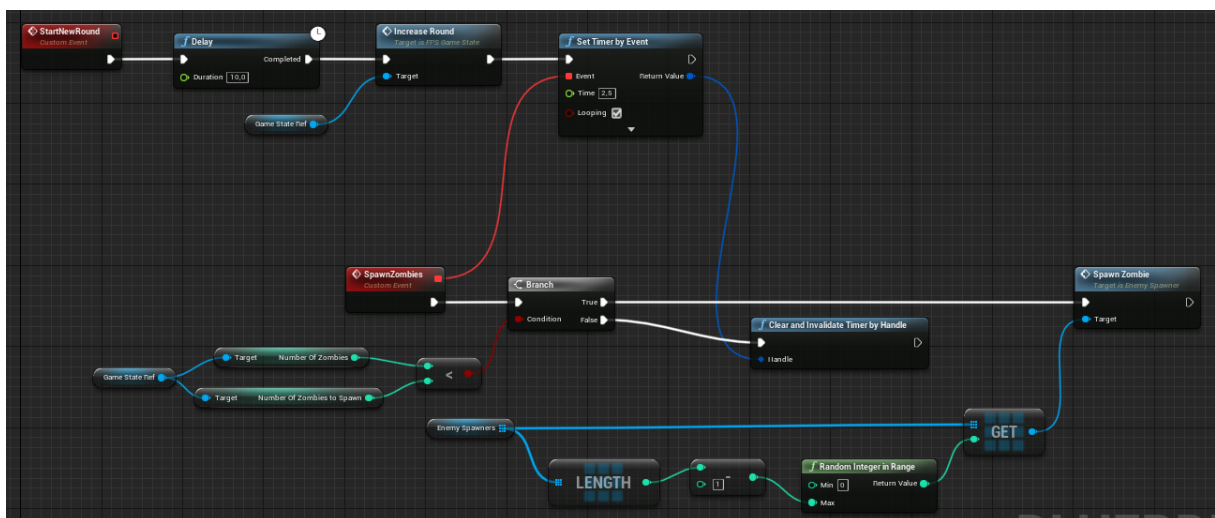 StartNewRound
Custom Event
Delay
Completed
Duration 10,0
Increase Round
Target is FPS Game State
Target
Set Timer by Event
Event
Return Value
Time 2,5
Looping
Game State Ref
SpawnZombies
Custom Event
Branch
True
Condition
False
Spawn Zombie
Target is Enemy Spawner
Target
Clear and Invalidate Timer by Handle
Handle
Target Number Of Zombies
Game State Ref
<
Target Number Of Zombies to Spawn
Enemy Spawners
GET
LENGTH
1 -
Random Integer in Range
Min 0
Return Value
Max